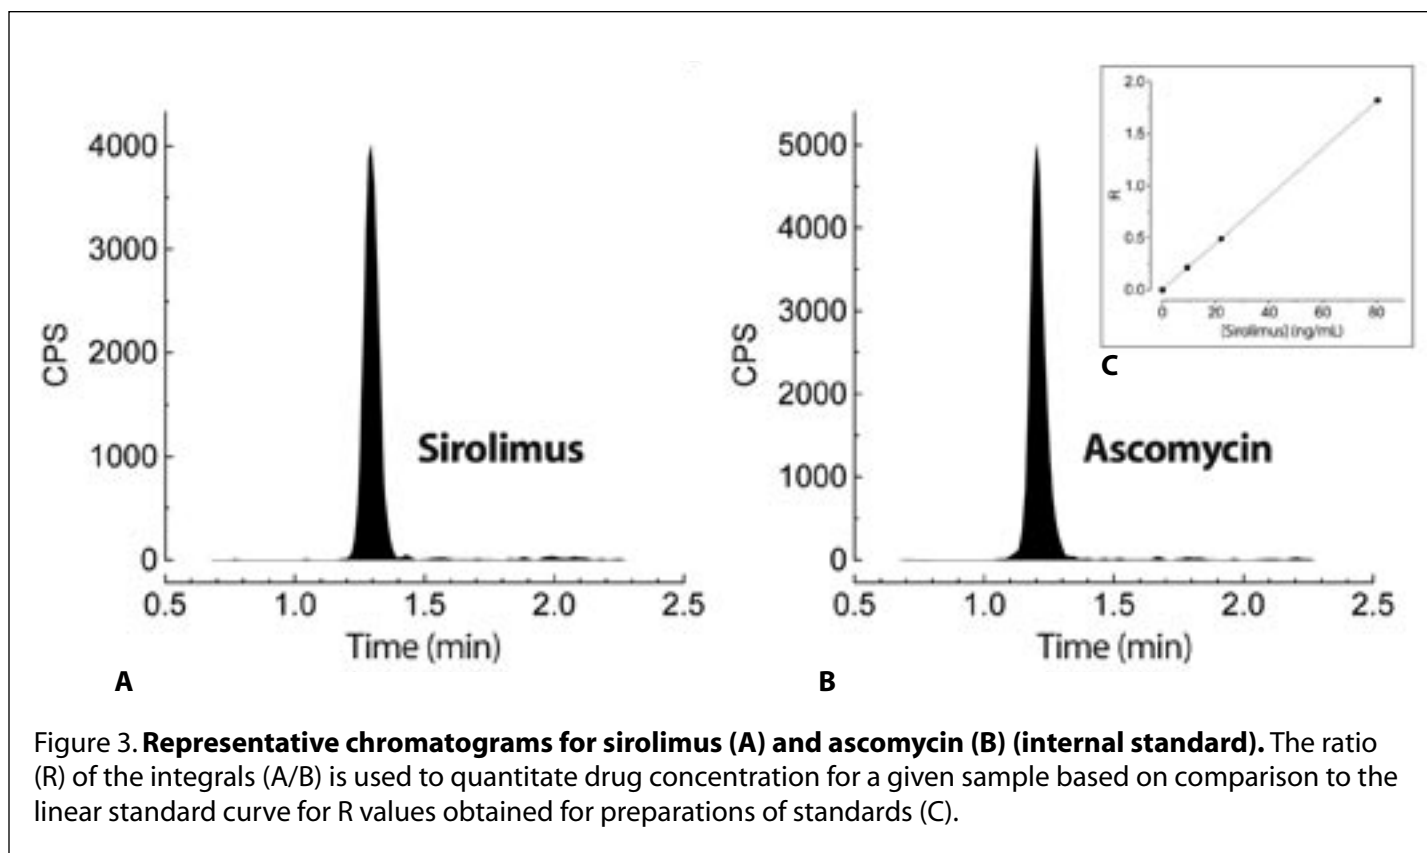 4000
3000
2000
1000
0
CPS
Sirolimus
0.5 1.0 1.5 2.0 2.5
Time (min)
A
5000
4000
3000
2000
1000
0
CPS
Ascomycin
0.5 1.0 1.5 2.0 2.5
Time (min)
B
2.0
1.5
1.0
0.5
0.0
R
0 20 40 60 80
[Sirolimus] (ng/mL)
C
Figure 3. Representative chromatograms for sirolimus (A) and ascomycin (B) (internal standard). The ratio
(R) of the integrals (A/B) is used to quantitate drug concentration for a given sample based on comparison to the
linear standard curve for R values obtained for preparations of standards (C).